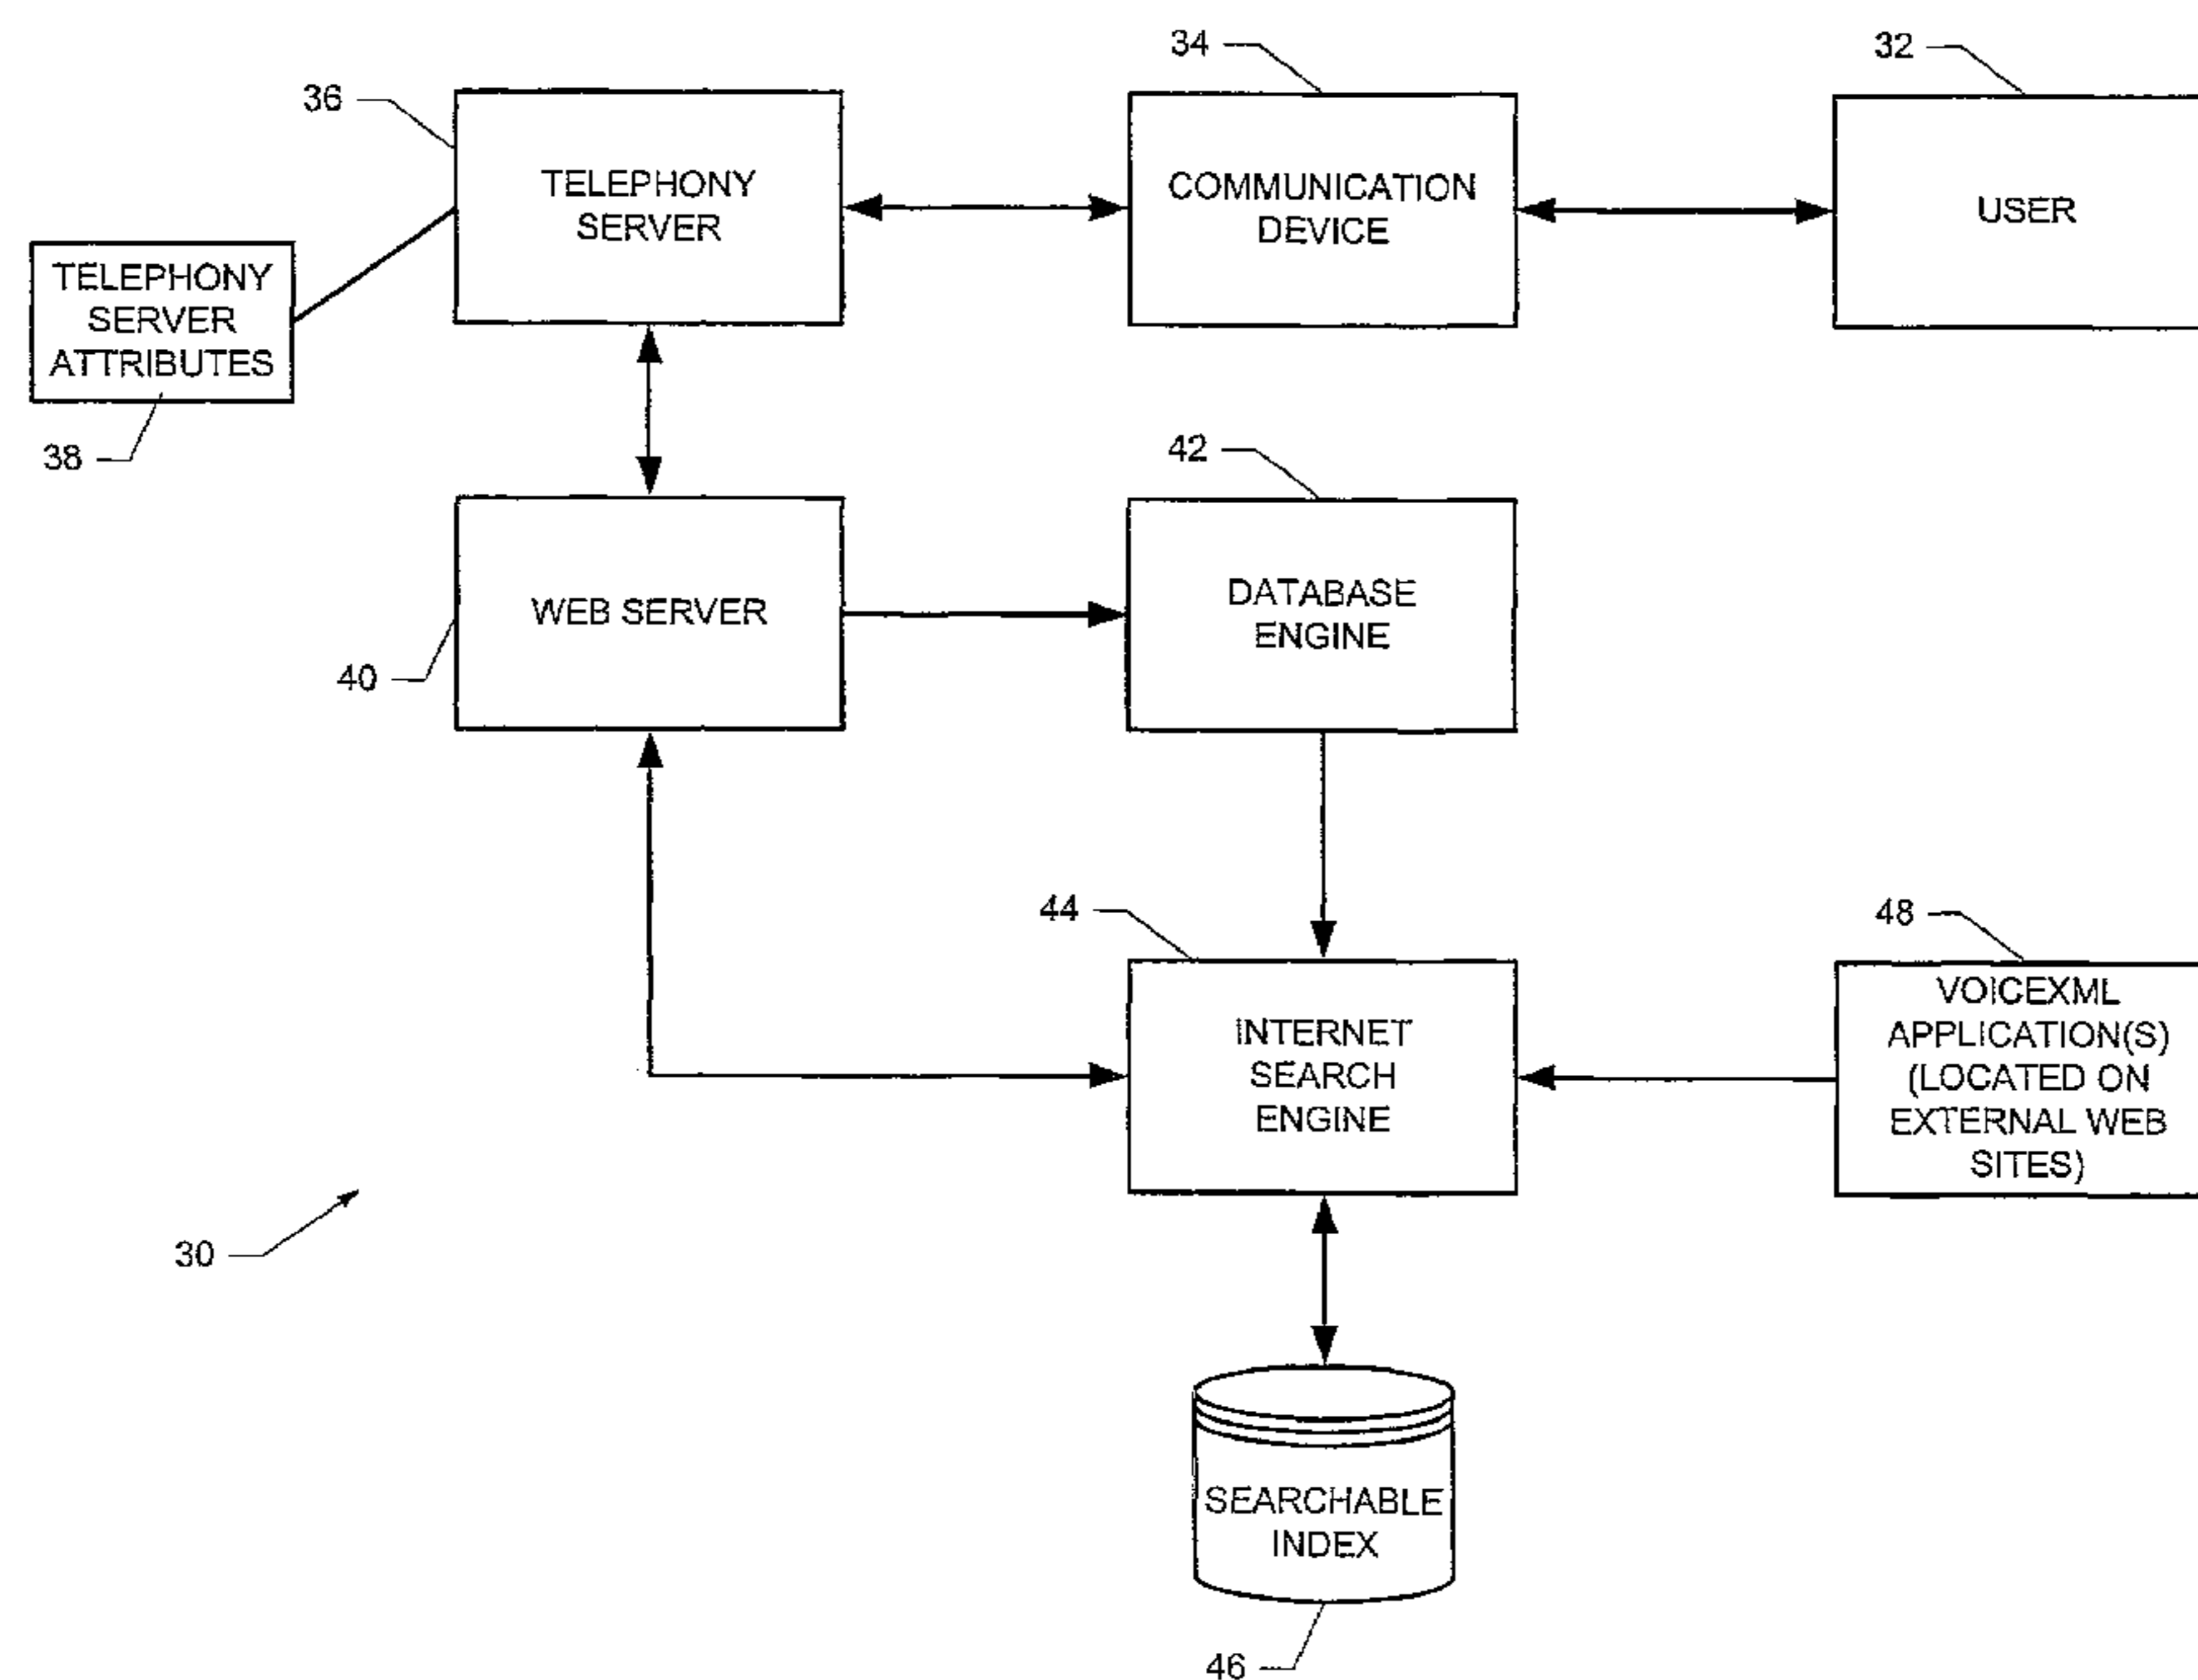 34
32
36
TELEPHONY
SERVER
COMMUNICATION
DEVICE
USER
TELEPHONY
SERVER
ATTRIBUTES
38
42
WEB SERVER
DATABASE
ENGINE
40
44
48
INTERNET
SEARCH
ENGINE
VOICEXML
APPLICATION(S)
(LOCATED ON
EXTERNAL WEB
SITES)
30
SEARCHABLE
INDEX
46